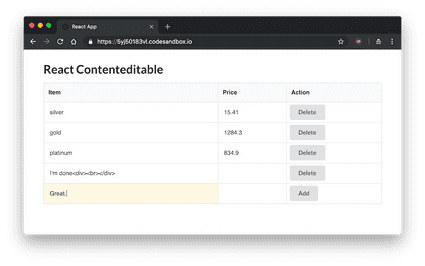 React App
https://5yj50183vl.codesandbox.io
React Contenteditable
Item Price Action
silver 15.41 Delete
gold 1284.3 Delete
platinum 834.9 Delete
I'm done<div><br></div> Delete
Great. Add